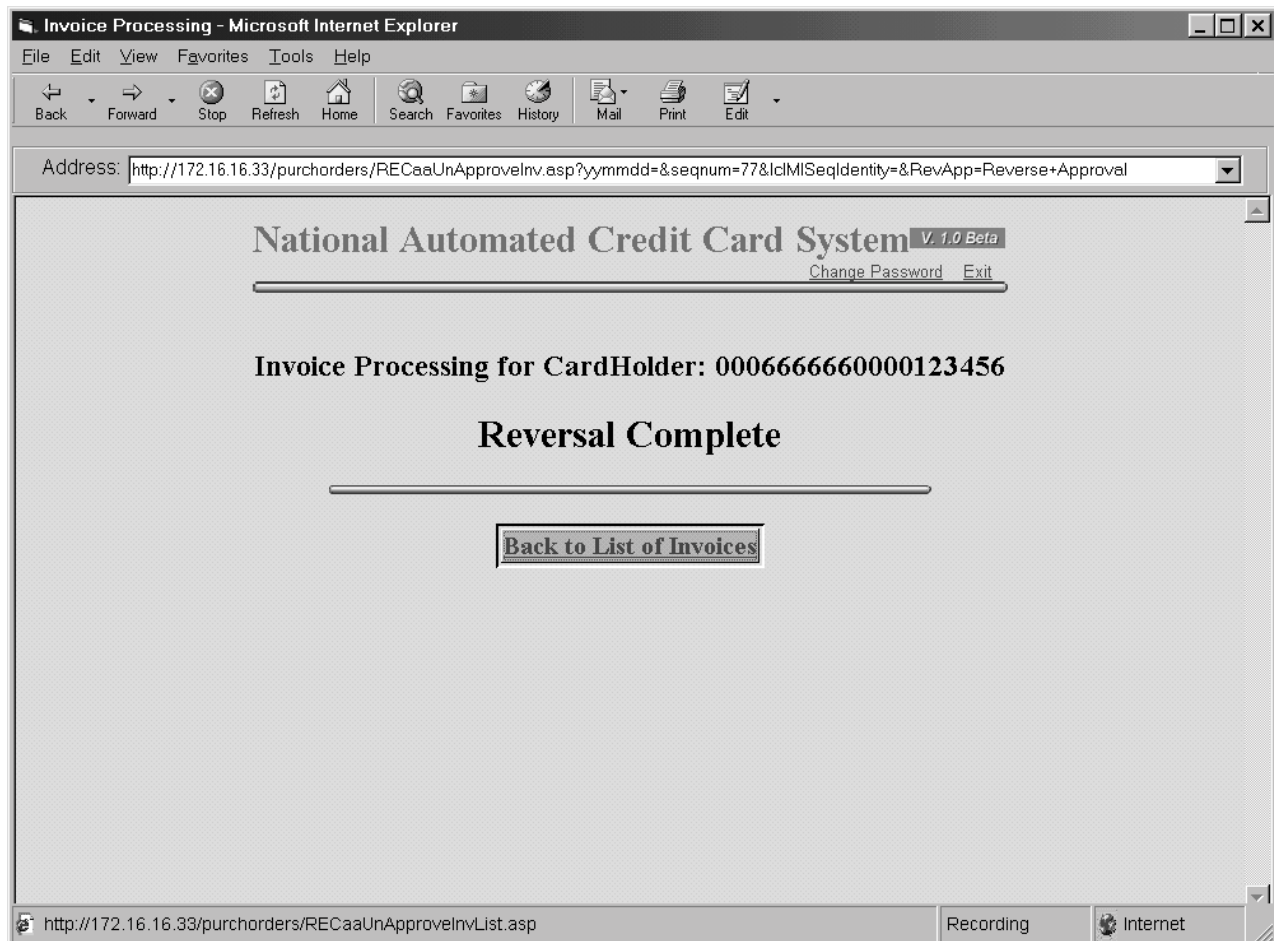 Invoice Processing - Microsoft Internet Explorer
File Edit View Favorites Tools Help
Back Forward Stop Refresh Home Search Favorites History Mail Print Edit
Address: http://172.16.16.33/purchorders/RECaaUnApproveInv.asp?yymmdd=&seqnum=77&lclMlSeqIdentity=&RevApp=Reverse+Approval
National Automated Credit Card System V. 1.0 Beta
Change Password Exit
Invoice Processing for CardHolder: 0006666660000123456
Reversal Complete
Back to List of Invoices
http://172.16.16.33/purchorders/RECaaUnApproveInvList.asp Recording Internet